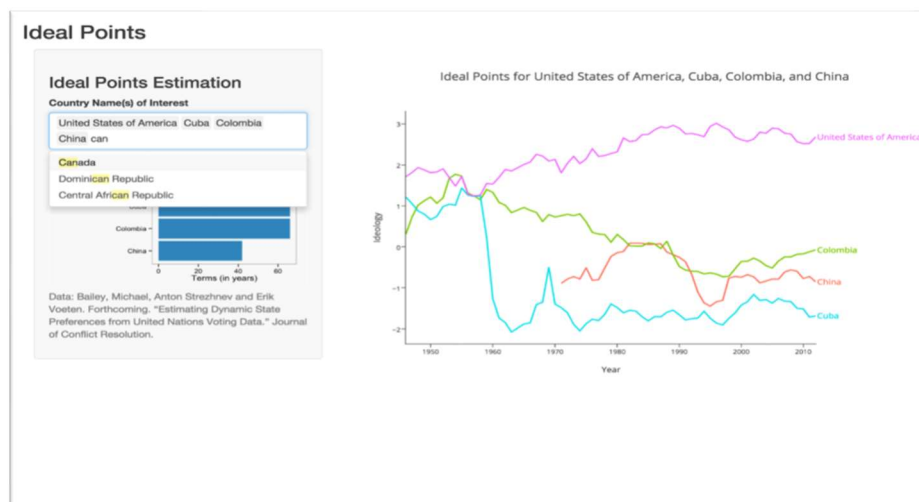 Ideal Points
Ideal Points Estimation
Country Name(s) of Interest
United States of America Cuba Colombia
China can
Canada
Dominican Republic
Central African Republic
Cuba
Colombia
China
0 20 40 60
Terms (in years)
Data: Bailey, Michael, Anton Strezhnev and Erik
Voeten. Forthcoming. "Estimating Dynamic State
Preferences from United Nations Voting Data." Journal
of Conflict Resolution.
Ideal Points for United States of America, Cuba, Colombia, and China
Ideology
3
2
1
0
−1
−2
United States of America
Colombia
China
Cuba
1950 1960 1970 1980 1990 2000 2010
Year